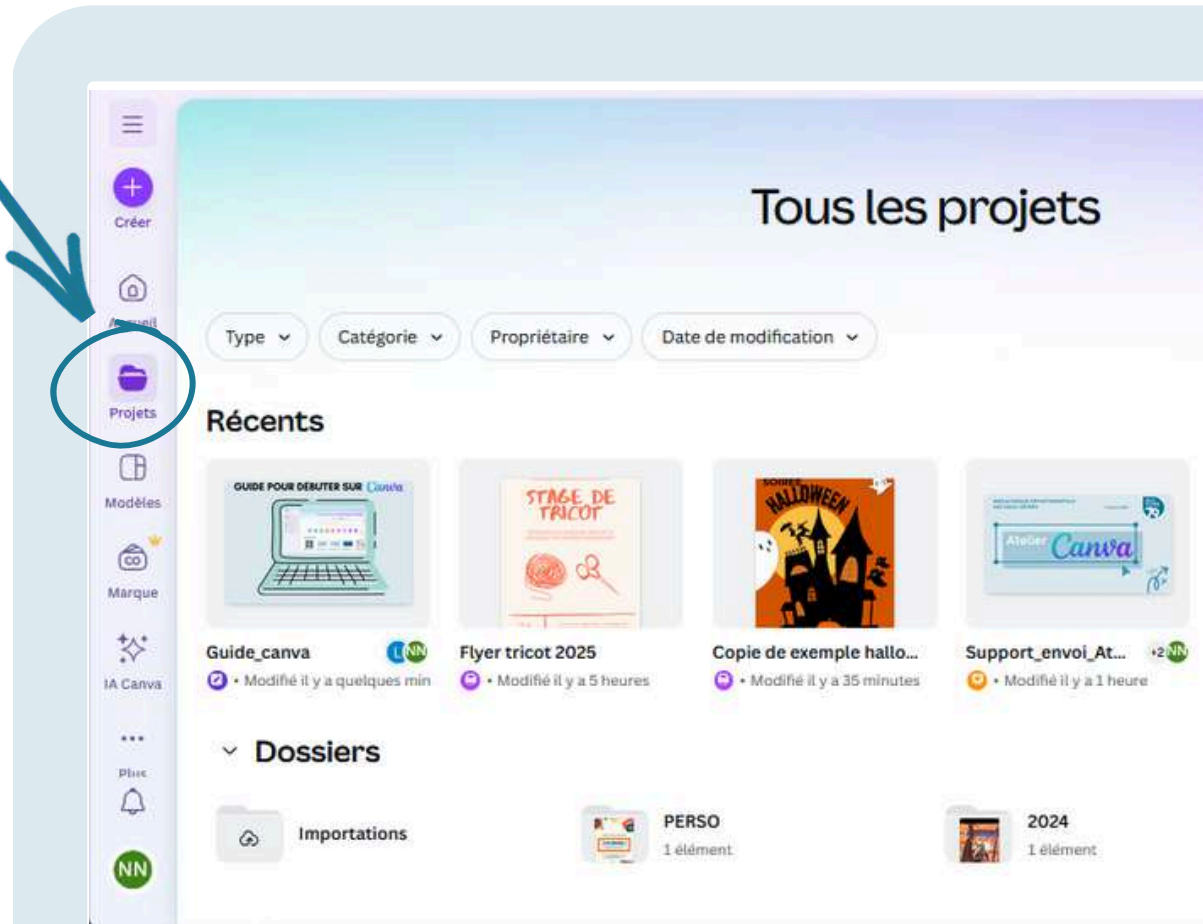 Créer
Accueil
Projets
Modèles
CO
Marque
IA Canva
Plus
NN
Tous les projets
Type
Catégorie
Propriétaire
Date de modification
Récents
GUIDE POUR DÉBUTER SUR Canva
STAGE DE
TRICOT
SOIRÉE
HALLOWEEN
Atelier Canva
Guide_canva
L NN
• Modifié il y a quelques min
Flyer tricot 2025
• Modifié il y a 5 heures
Copie de exemple hallo...
• Modifié il y a 35 minutes
Support_envoi_At...
+2 NN
• Modifié il y a 1 heure
Dossiers
Importations
PERSO
1 élément
2024
1 élément